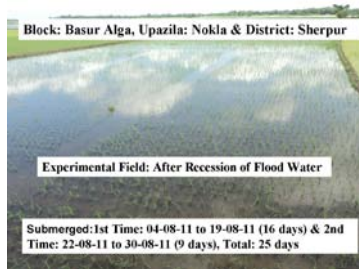 Block: Basur Alga, Upazila: Nokla & District: Sherpur
Experimental Field: After Recession of Flood Water
Submerged:1st Time: 04-08-11 to 19-08-11 (16 days) & 2nd
Time: 22-08-11 to 30-08-11 (9 days), Total: 25 days